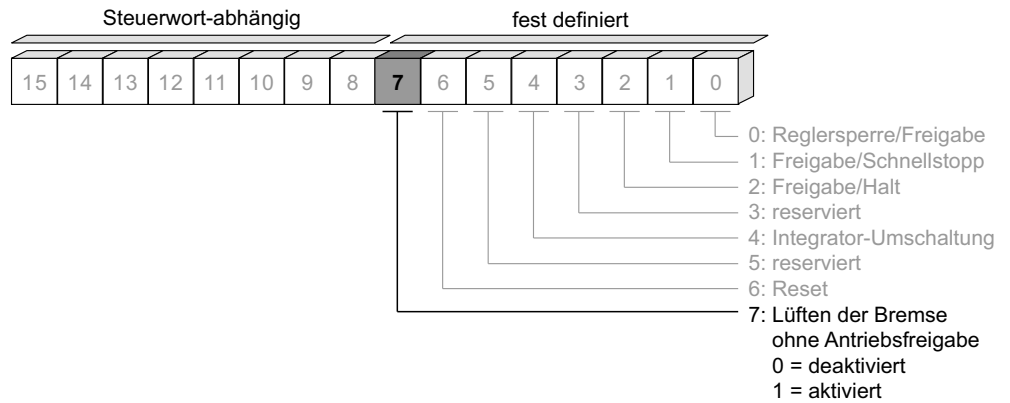 Steuerwort-abhängig fest definiert
15 14 13 12 11 10 9 8 7 6 5 4 3 2 1 0
0: Reglersperre/Freigabe
1: Freigabe/Schnellstopp
2: Freigabe/Halt
3: reserviert
4: Integrator-Umschaltung
5: reserviert
6: Reset
7: Lüften der Bremse
ohne Antriebsfreigabe
0 = deaktiviert
1 = aktiviert